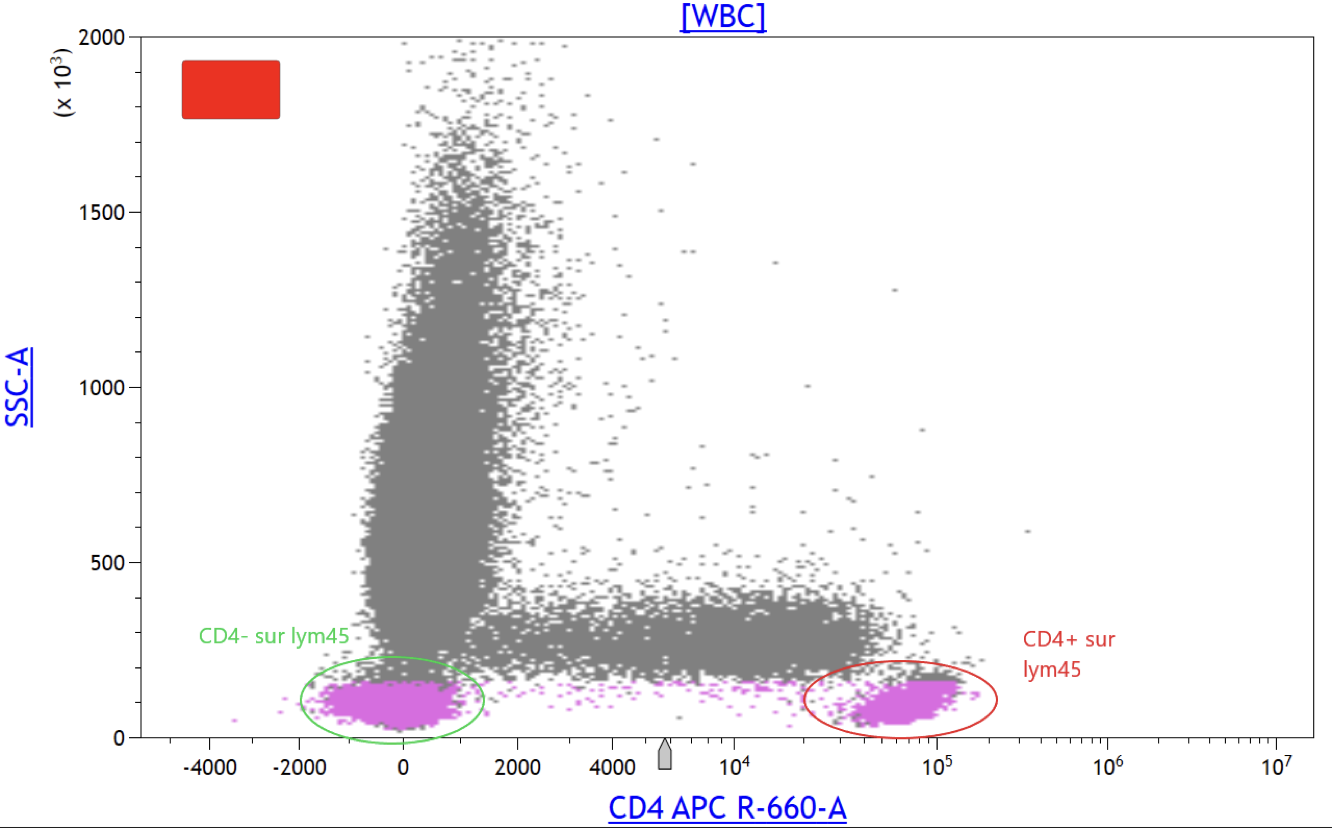 [WBC]
2000
(x 10³)
1500
1000
SSC-A
500
CD4- sur lym45
CD4+ sur
lym45
0
-4000 -2000 0 2000 4000 10⁴ 10⁵ 10⁶ 10⁷
CD4 APC R-660-A